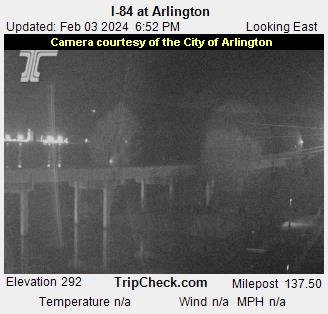 I-84 at Arlington
Updated: Feb 03 2024 6:52 PM Looking East
Camera courtesy of the City of Arlington
Elevation 292 TripCheck.com Milepost 137.50
Temperature n/a Wind n/a MPH n/a